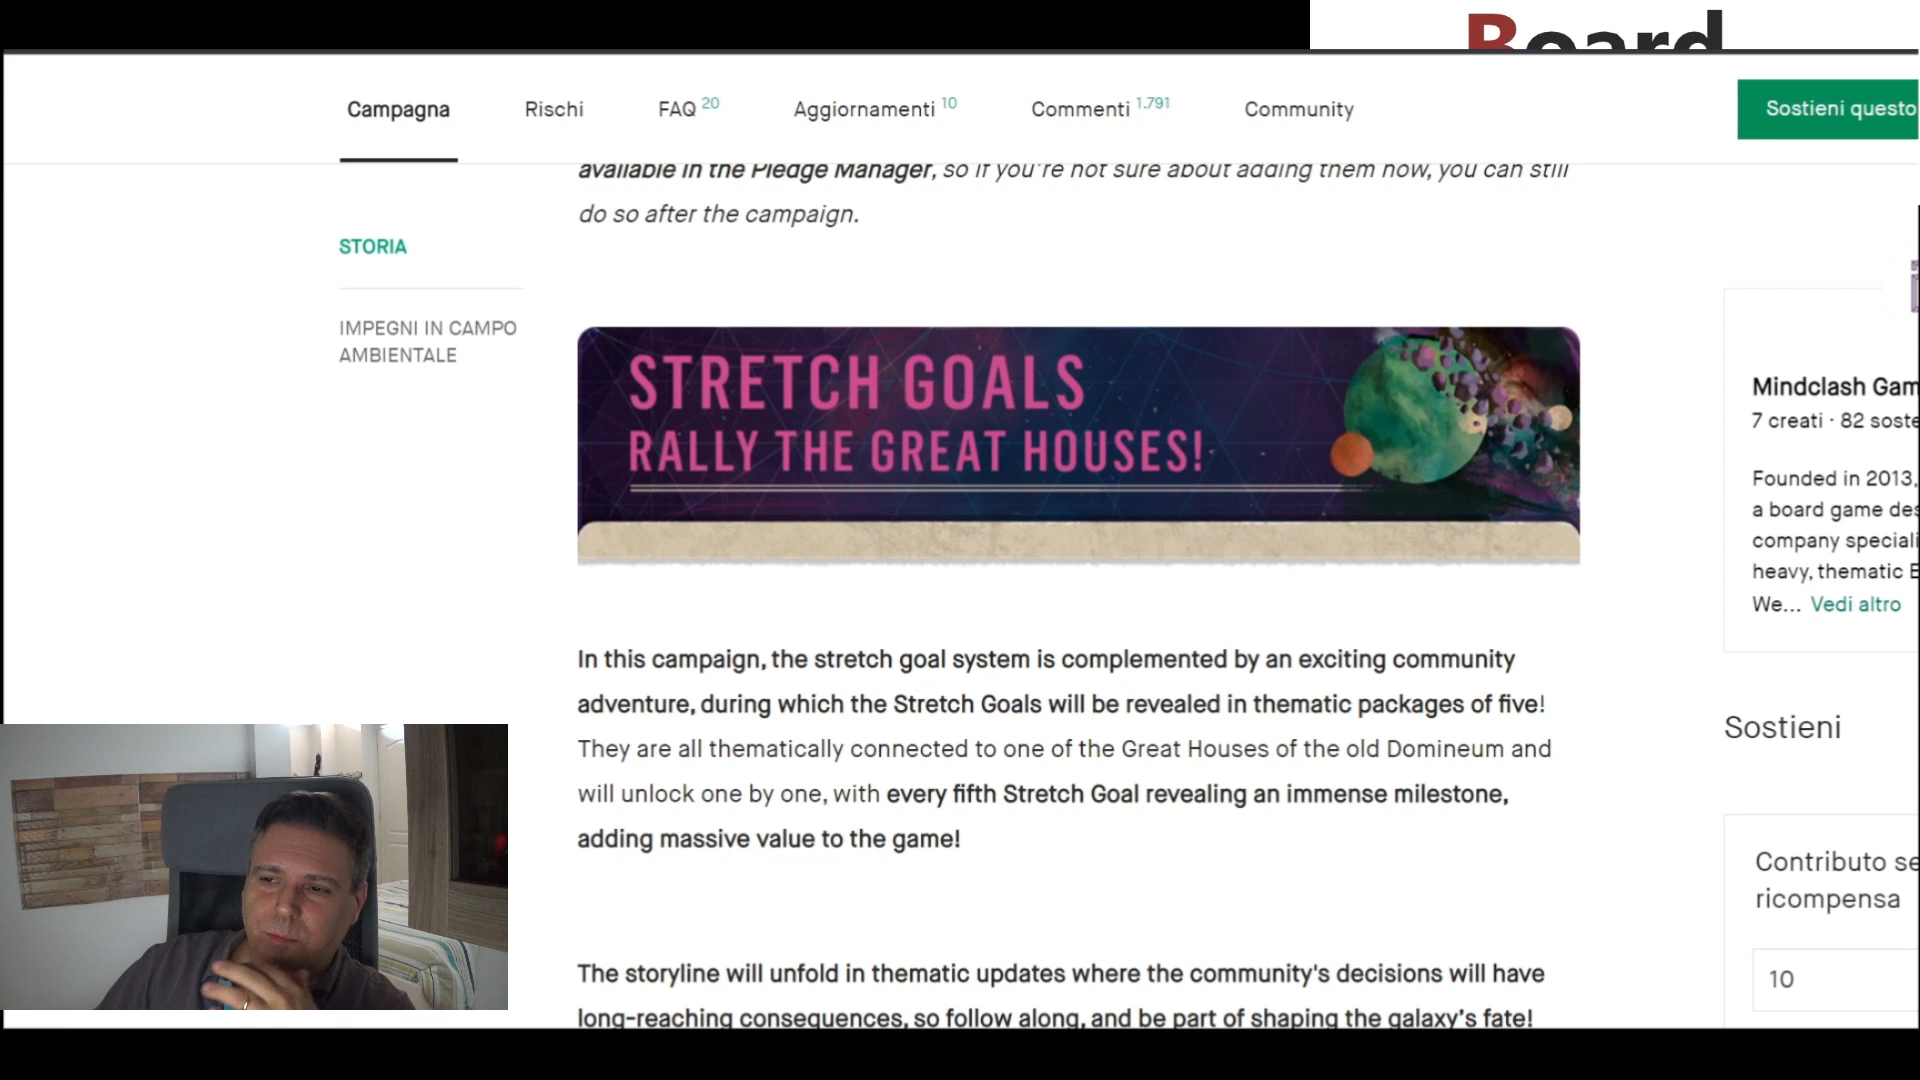 Board
Campagna Rischi FAQ 20 Aggiornamenti 10 Commenti 1.791 Community Sostieni questo
available in the Pledge Manager, so if you're not sure about adding them now, you can still
do so after the campaign.
STORIA
IMPEGNI IN CAMPO
AMBIENTALE
STRETCH GOALS
RALLY THE GREAT HOUSES!
In this campaign, the stretch goal system is complemented by an exciting community
adventure, during which the Stretch Goals will be revealed in thematic packages of five!
They are all thematically connected to one of the Great Houses of the old Domineum and
will unlock one by one, with every fifth Stretch Goal revealing an immense milestone,
adding massive value to the game!
The storyline will unfold in thematic updates where the community's decisions will have
long-reaching consequences, so follow along, and be part of shaping the galaxy's fate!
Mindclash Gam
7 creati · 82 soste
Founded in 2013,
a board game des
company speciali
heavy, thematic E
We... Vedi altro
Sostieni
Contributo se
ricompensa
10